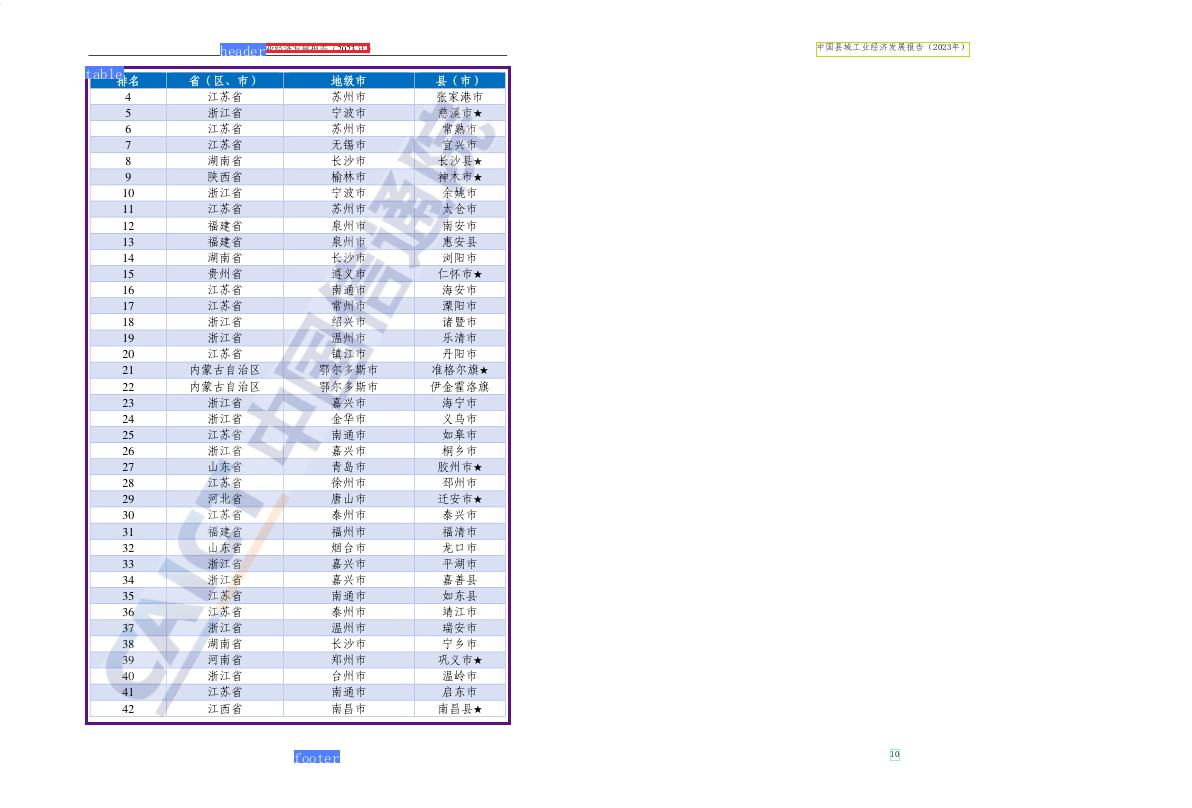 header
业经济发展报告（2023年）
table
排名 省（区、市） 地级市 县（市）
4 江苏省 苏州市 张家港市
5 浙江省 宁波市 慈溪市★
6 江苏省 苏州市 常熟市
7 江苏省 无锡市 宜兴市
8 湖南省 长沙市 长沙县★
9 陕西省 榆林市 神木市★
10 浙江省 宁波市 余姚市
11 江苏省 苏州市 太仓市
12 福建省 泉州市 南安市
13 福建省 泉州市 惠安县
14 湖南省 长沙市 浏阳市
15 贵州省 遵义市 仁怀市★
16 江苏省 南通市 海安市
17 江苏省 常州市 溧阳市
18 浙江省 绍兴市 诸暨市
19 浙江省 温州市 乐清市
20 江苏省 镇江市 丹阳市
21 内蒙古自治区 鄂尔多斯市 准格尔旗★
22 内蒙古自治区 鄂尔多斯市 伊金霍洛旗
23 浙江省 嘉兴市 海宁市
24 浙江省 金华市 义乌市
25 江苏省 南通市 如皋市
26 浙江省 嘉兴市 桐乡市
27 山东省 青岛市 胶州市★
28 江苏省 徐州市 邳州市
29 河北省 唐山市 迁安市★
30 江苏省 泰州市 泰兴市
31 福建省 福州市 福清市
32 山东省 烟台市 龙口市
33 浙江省 嘉兴市 平湖市
34 浙江省 嘉兴市 嘉善县
35 江苏省 南通市 如东县
36 江苏省 泰州市 靖江市
37 浙江省 温州市 瑞安市
38 湖南省 长沙市 宁乡市
39 河南省 郑州市 巩义市★
40 浙江省 台州市 温岭市
41 江苏省 南通市 启东市
42 江西省 南昌市 南昌县★
CAICT 中国信通院
footer
中国县域工业经济发展报告（2023年）
10